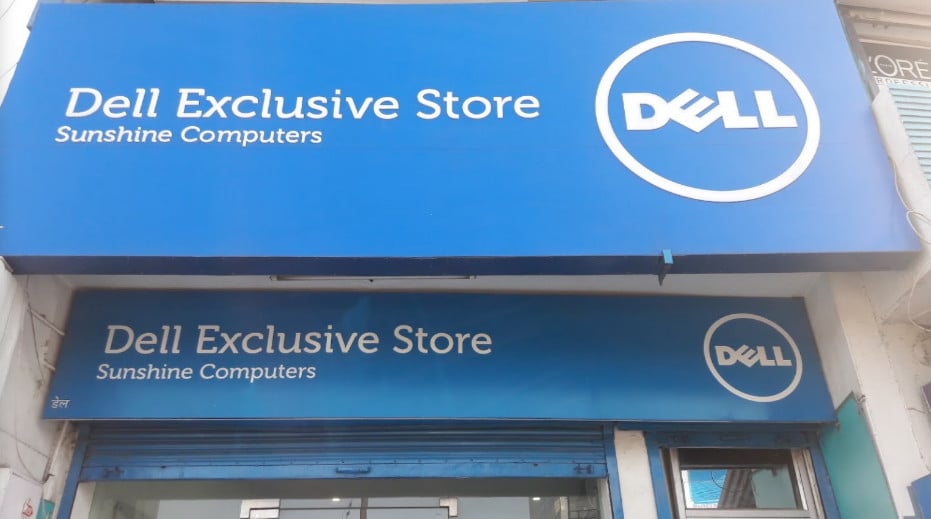 Dell Exclusive Store
Sunshine Computers
DELL
Dell Exclusive Store
Sunshine Computers
DELL
डेल